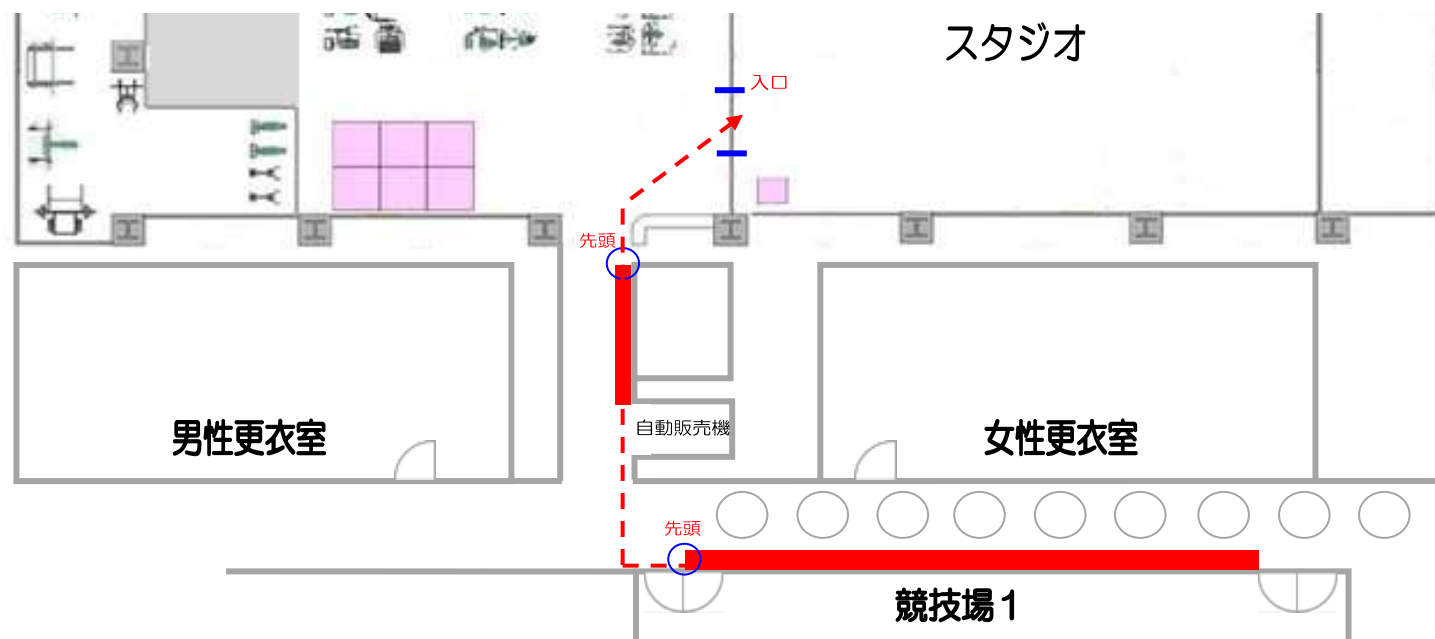 スタジオ
入口
先頭
自動販売機
男性更衣室
女性更衣室
先頭
競技場1